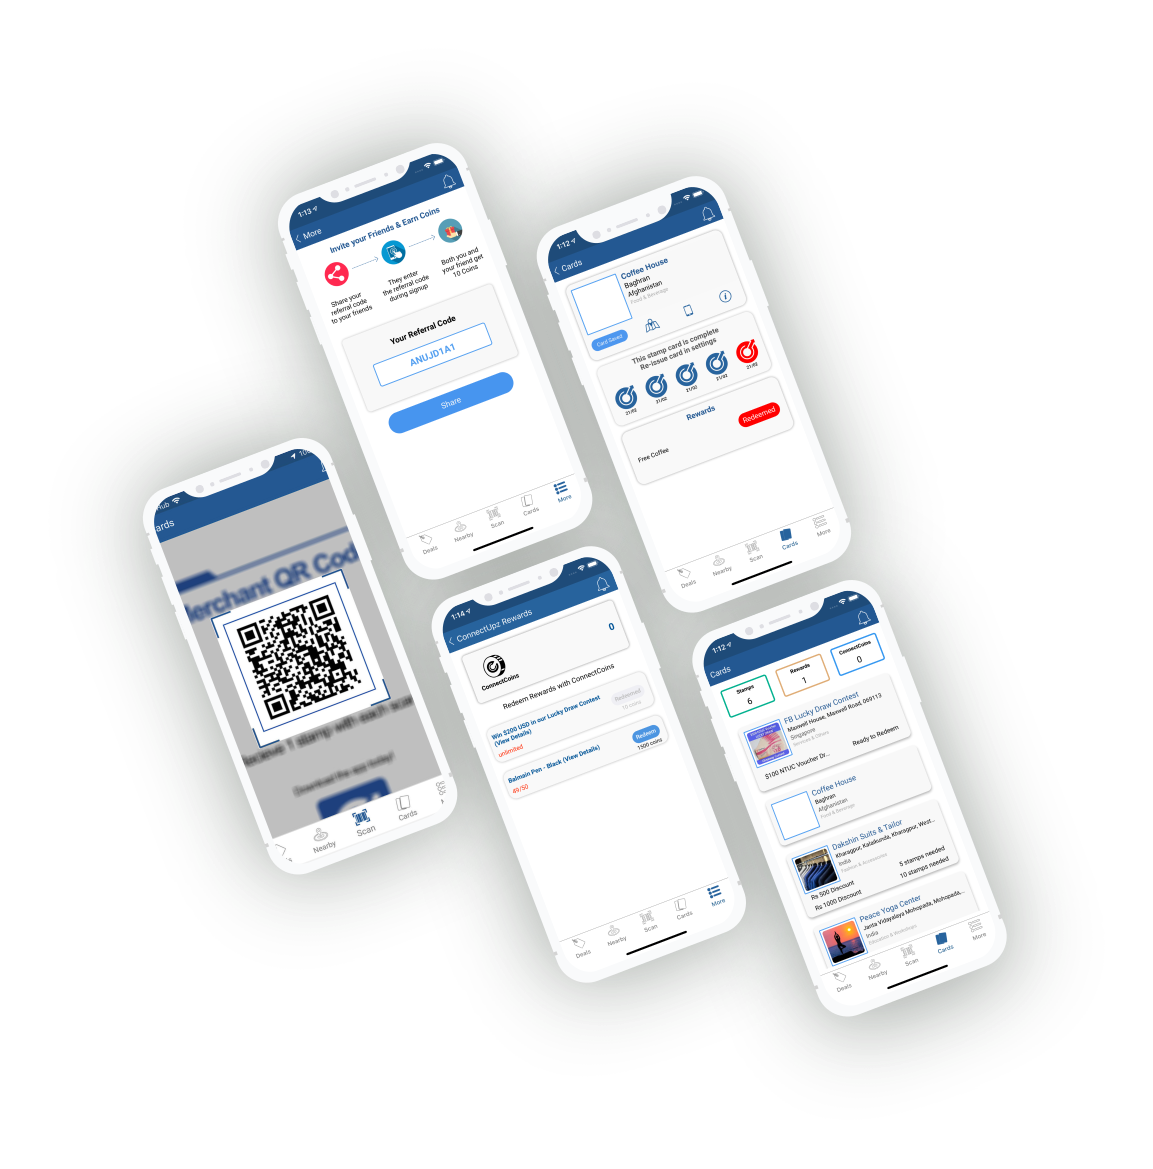 1:13
More
Invite your Friends & Earn Coins
Share your
referral code
to your friends
They enter
the referral code
during signup
Both you and
your friend get
10 Coins
Your Referral Code
ANUJD1A1
Share
Deals
Nearby
Scan
Cards
More
1:12
Cards
Coffee House
Baghran
Afghanistan
Food & Beverage
Card Saved
This stamp card is complete
Re-issue card in settings
21/02
21/02
21/02
21/02
21/02
Rewards
Redeemed
Free Coffee
Deals
Nearby
Scan
Cards
More
Hub
ards
Merchant QR Cod
eceive 1 stamp with each scan
Download the app today!
Nearby
Scan
Cards
1:14
ConnectUpz Rewards
0
ConnectCoins
Redeem Rewards with ConnectCoins
Win $200 USD in our Lucky Draw Contest
(View Details)
unlimited
Redeemed
10 coins
Balmain Pen - Black (View Details)
49/50
Redeem
1500 coins
Deals
Nearby
Scan
Cards
More
1:12
Cards
Stamps
6
Rewards
1
ConnectCoins
0
FB Lucky Draw Contest
Maxwell House, Maxwell Road, 069113
Singapore
Services & Others
$100 NTUC Voucher Dr...
Ready to Redeem
Coffee House
Baghran
Afghanistan
Food & Beverage
Dakshin Suits & Tailor
Kharagpur, Kalaikunda, Kharagpur, West...
India
Fashion & Accessories
Rs 500 Discount
5 stamps needed
Rs 1000 Discount
10 stamps needed
Peace Yoga Center
Janta Vidyalaya Mohopada, Mohopada,...
India
Education & Workshops
Deals
Nearby
Scan
Cards
More